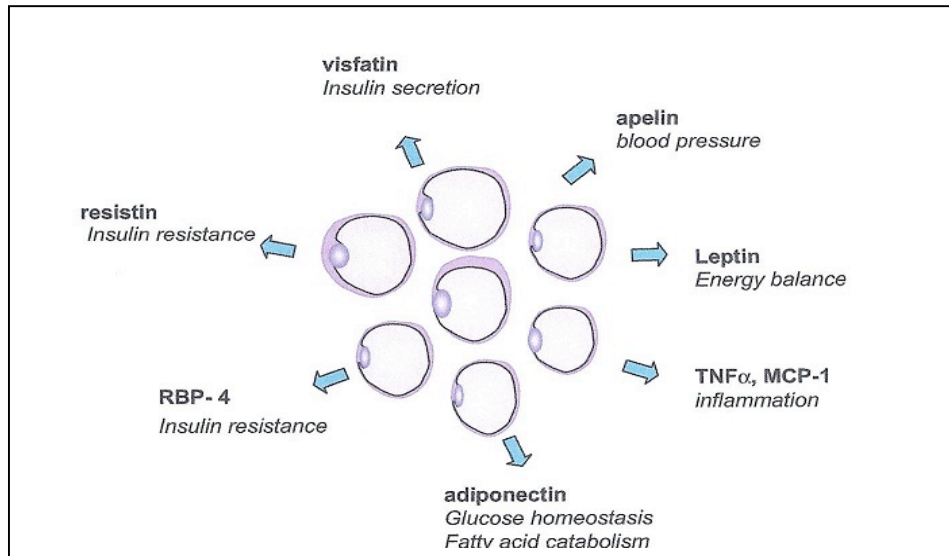 visfatin
Insulin secretion
apelin
blood pressure
resistin
Insulin resistance
Leptin
Energy balance
TNFα, MCP-1
inflammation
RBP- 4
Insulin resistance
adiponectin
Glucose homeostasis
Fatty acid catabolism